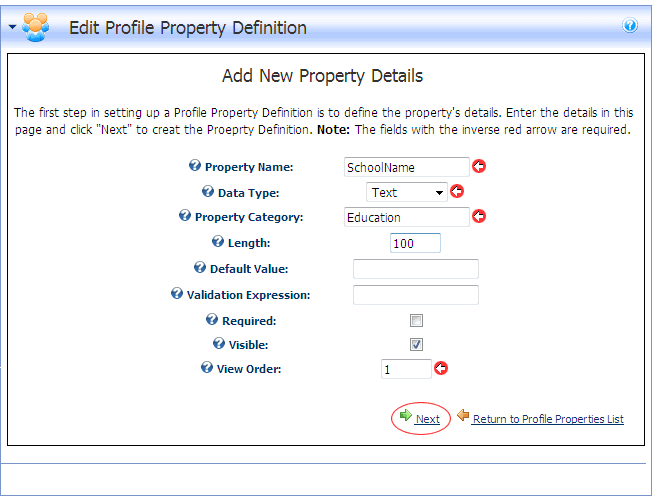 Edit Profile Property Definition
Add New Property Details
The first step in setting up a Profile Property Definition is to define the property's details. Enter the details in this
page and click "Next" to creat the Proeprty Definition. Note: The fields with the inverse red arrow are required.
Property Name: SchoolName
Data Type: Text
Property Category: Education
Length: 100
Default Value:
Validation Expression:
Required:
Visible:
View Order: 1
Next Return to Profile Properties List